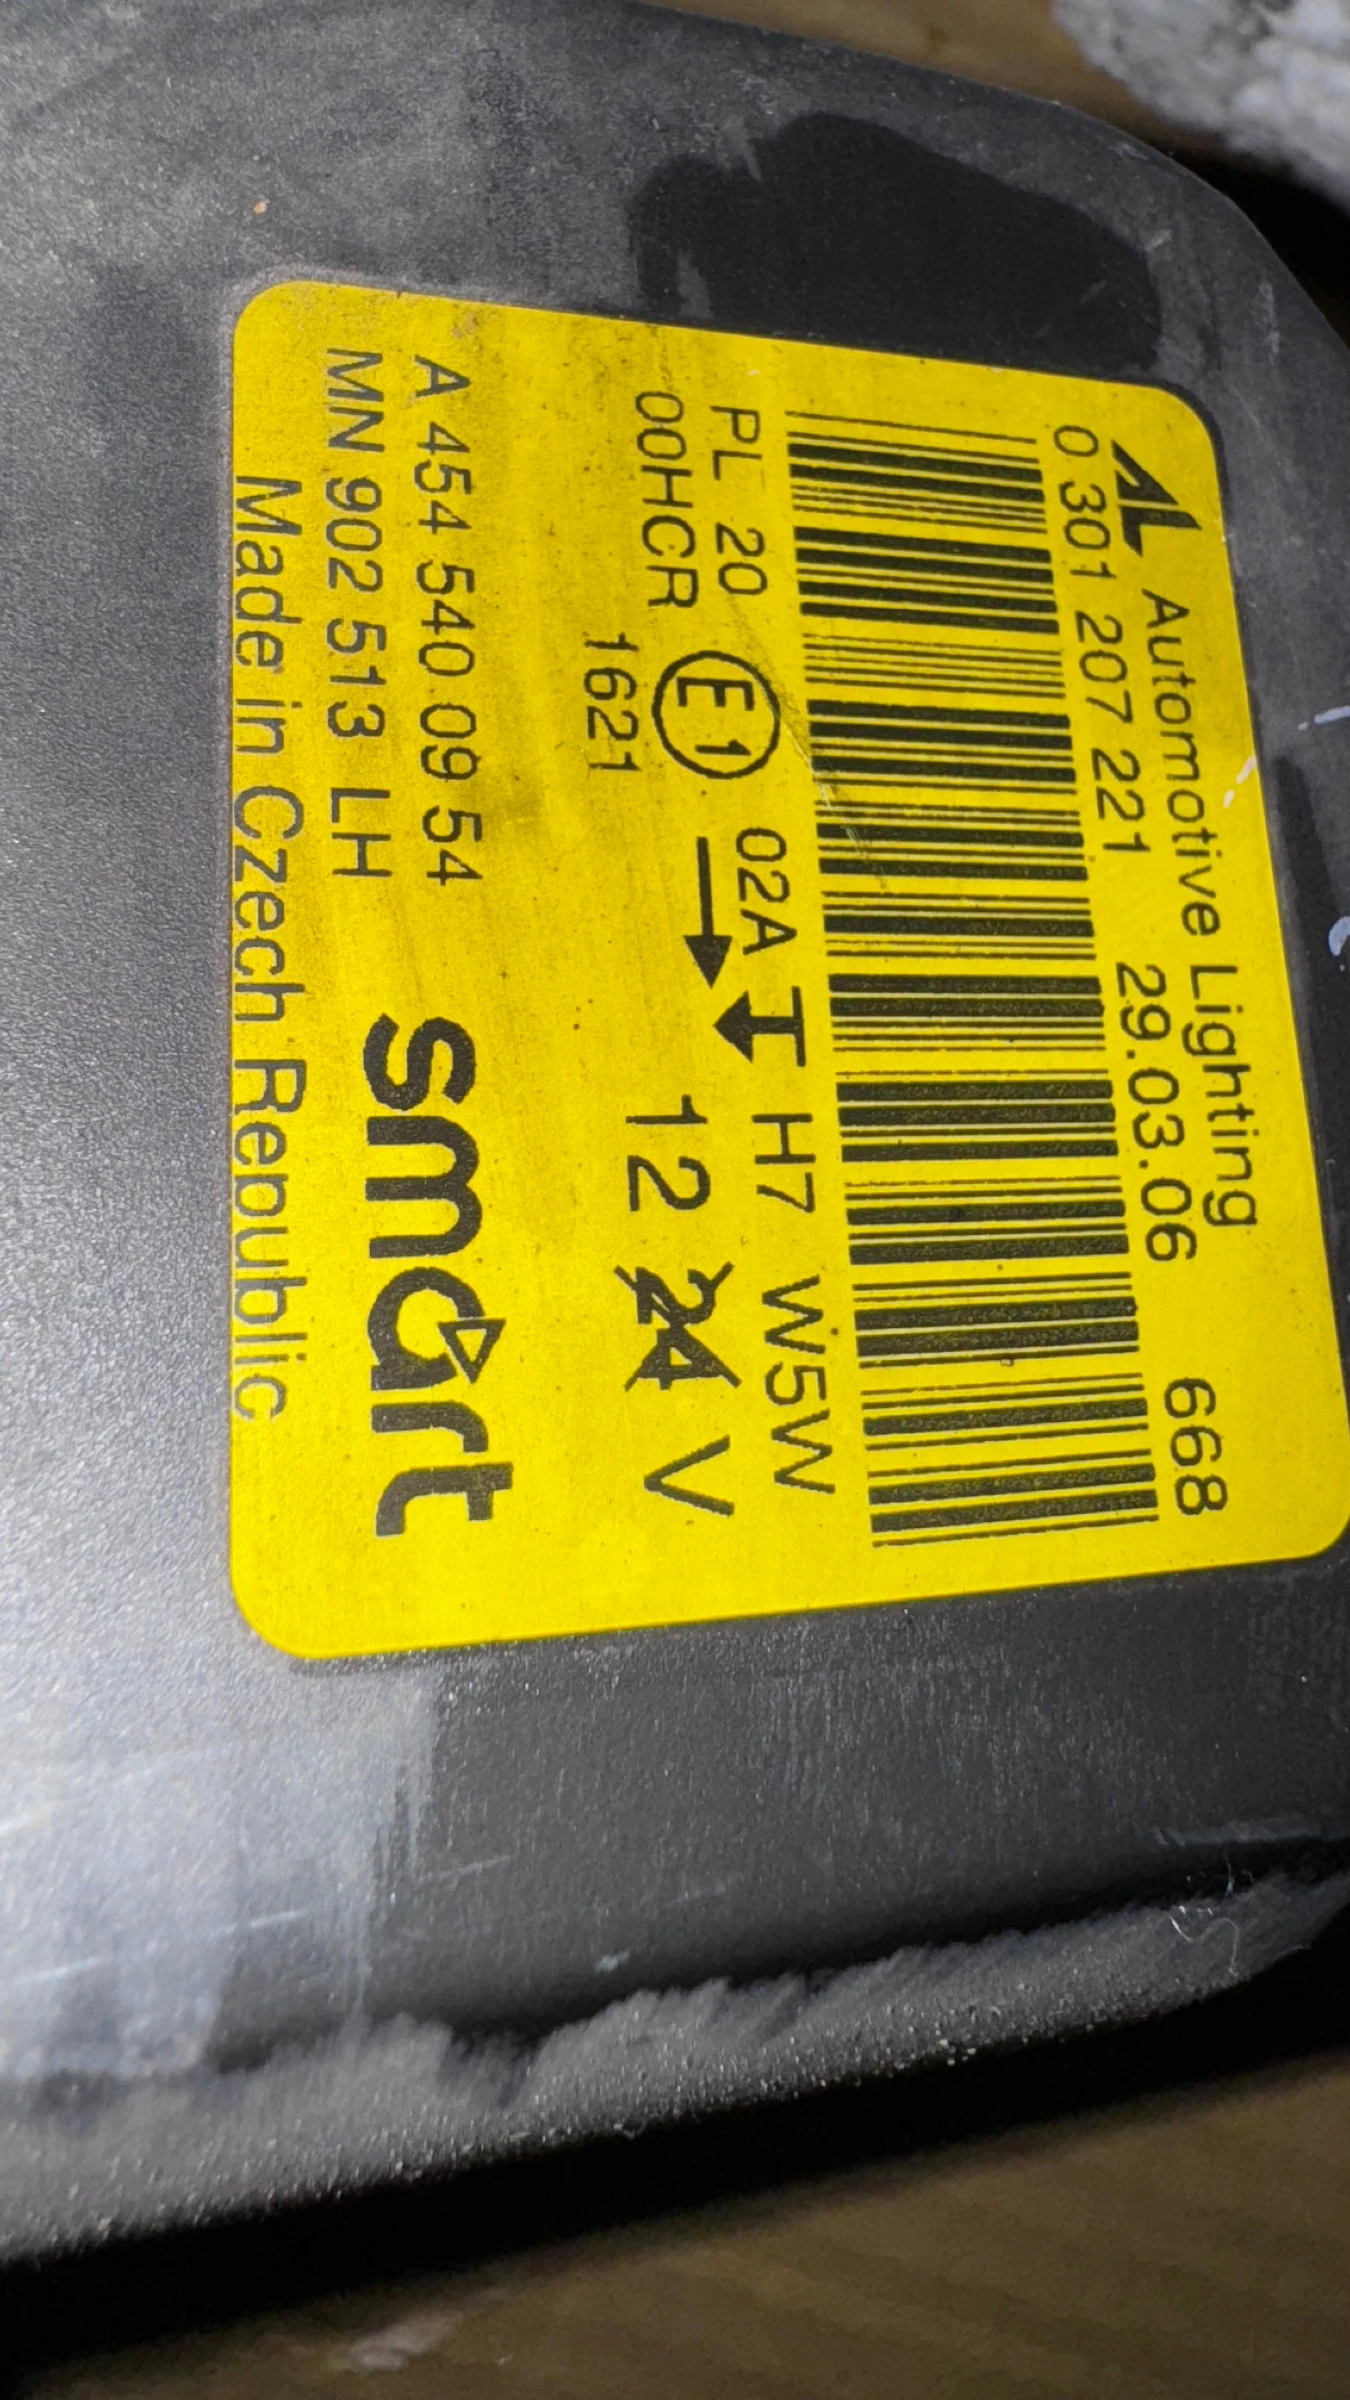 AL Automotive Lighting
0 301 207 221 29.03.06 668
PL 20 E1 02A H7 W5W
00HCR 12 24 V
1621
A 454 540 09 54
MN 902 513 LH smart
Made in Czech Republic